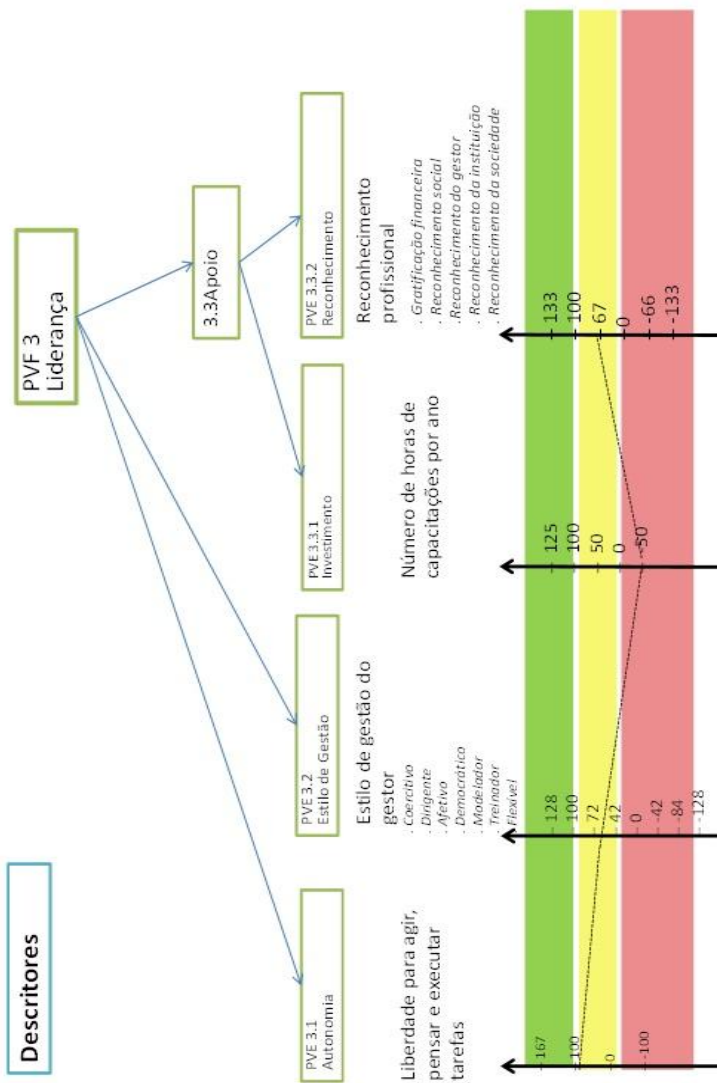 Descritores
PVF 3
Liderança
3.3Apoio
PVE 3.1
Autonomia
PVE 3.2
Estilo de Gestão
PVE 3.3.1
Investimento
PVE 3.3.2
Reconhecimento
Liberdade para agir,
pensar e executar
tarefas
Estilo de gestão do
gestor
. Coercitivo
. Dirigente
. Afetivo
. Democrático
. Modelador
. Treinador
. Flexível
Número de horas de
capacitações por ano
Reconhecimento
profissional
. Gratificação financeira
. Reconhecimento social
. Reconhecimento do gestor
. Reconhecimento da instituição
. Reconhecimento da sociedade
167
100
0
-100
128
100
72
42
0
-42
-84
-128
125
100
50
0
-50
133
100
67
0
-66
-133